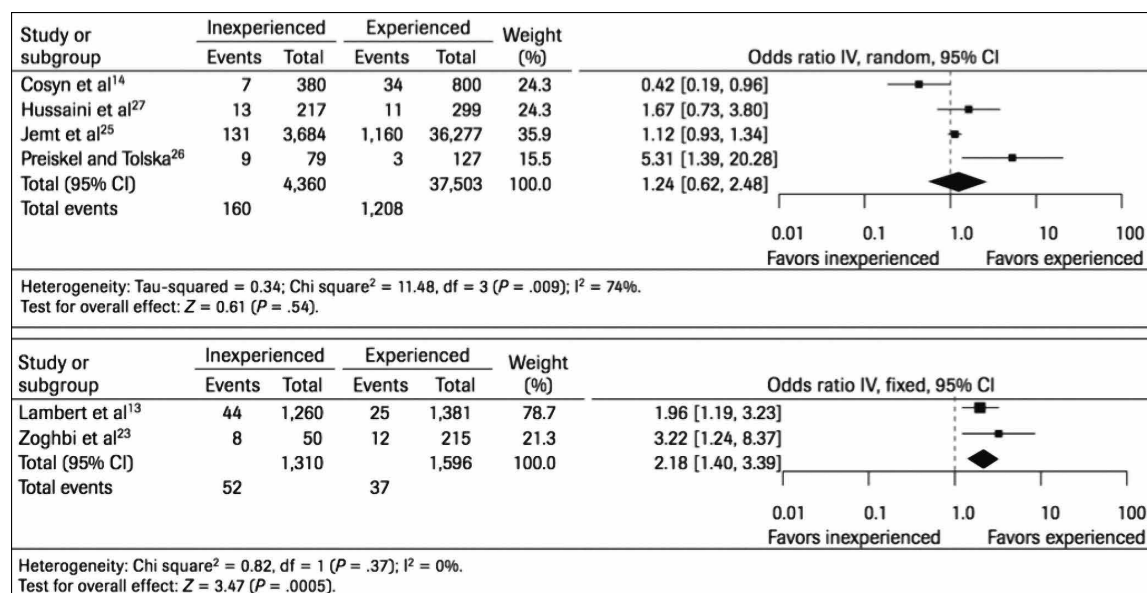 Study or subgroup Inexperienced Experienced Weight (%) Odds ratio IV, random, 95% CI
Events Total Events Total
Cosyn et al14 7 380 34 800 24.3 0.42 [0.19, 0.96]
Hussaini et al27 13 217 11 299 24.3 1.67 [0.73, 3.80]
Jemt et al25 131 3,684 1,160 36,277 35.9 1.12 [0.93, 1.34]
Preiskel and Tolska26 9 79 3 127 15.5 5.31 [1.39, 20.28]
Total (95% CI) 4,360 37,503 100.0 1.24 [0.62, 2.48]
Total events 160 1,208
0.01 0.1 1.0 10 100
Favors inexperienced Favors experienced
Heterogeneity: Tau-squared = 0.34; Chi square² = 11.48, df = 3 (P = .009); I² = 74%.
Test for overall effect: Z = 0.61 (P = .54).
Study or subgroup Inexperienced Experienced Weight (%) Odds ratio IV, fixed, 95% CI
Events Total Events Total
Lambert et al13 44 1,260 25 1,381 78.7 1.96 [1.19, 3.23]
Zoghbi et al23 8 50 12 215 21.3 3.22 [1.24, 8.37]
Total (95% CI) 1,310 1,596 100.0 2.18 [1.40, 3.39]
Total events 52 37
0.01 0.1 1.0 10 100
Favors inexperienced Favors experienced
Heterogeneity: Chi square² = 0.82, df = 1 (P = .37); I² = 0%.
Test for overall effect: Z = 3.47 (P = .0005).